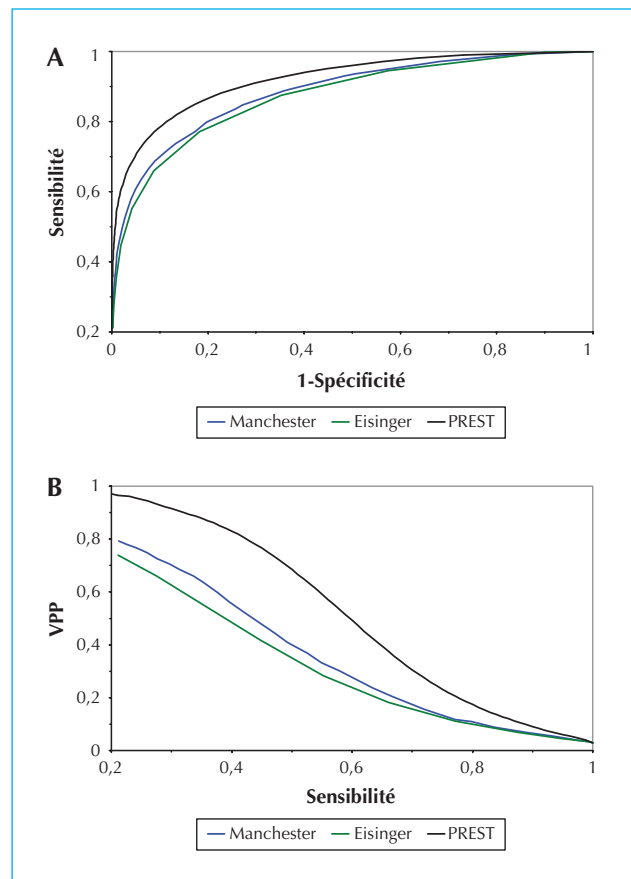 A
Sensibilité
1
0,8
0,6
0,4
0,2
0 0,2 0,4 0,6 0,8 1
1-Spécificité
Manchester Eisinger PREST
B
VPP
1
0,8
0,6
0,4
0,2
0
0,2 0,4 0,6 0,8 1
Sensibilité
Manchester Eisinger PREST